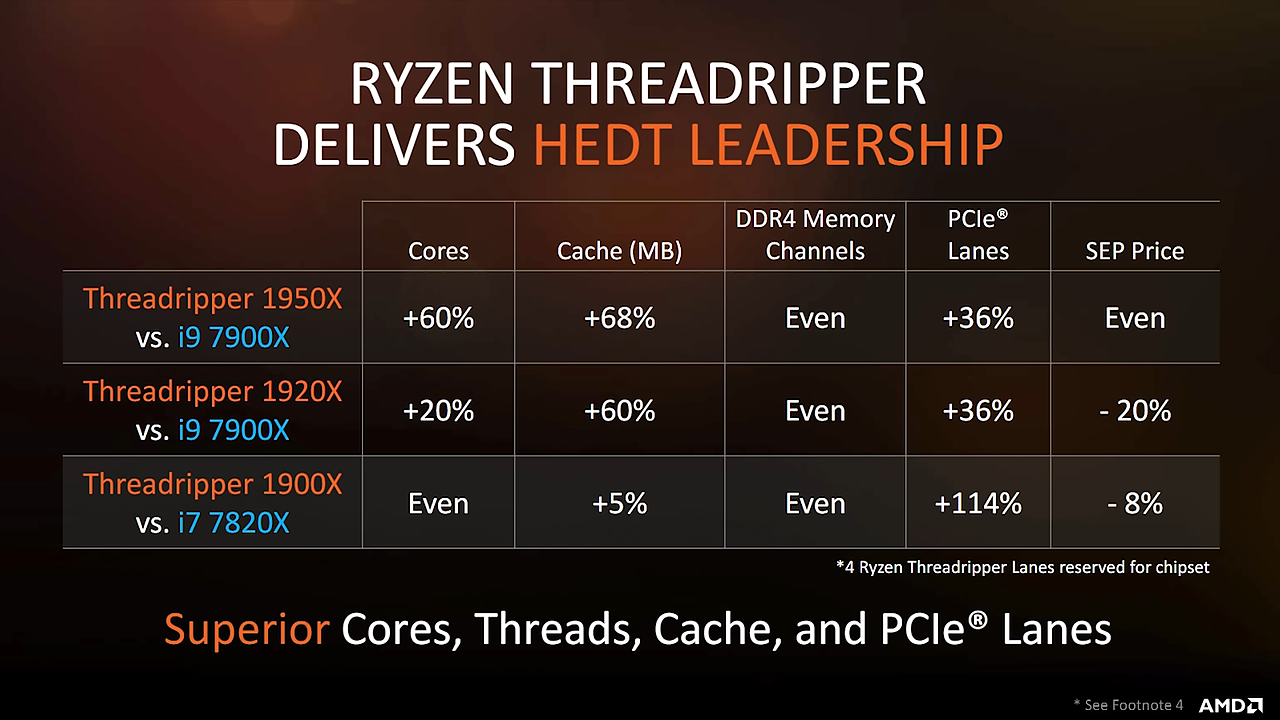 RYZEN THREADRIPPER
DELIVERS HEDT LEADERSHIP
Cores
Cache (MB)
DDR4 Memory
Channels
PCIe®
Lanes
SEP Price
Threadripper 1950X
vs. i9 7900X
+60%
+68%
Even
+36%
Even
Threadripper 1920X
vs. i9 7900X
+20%
+60%
Even
+36%
- 20%
Threadripper 1900X
vs. i7 7820X
Even
+5%
Even
+114%
- 8%
*4 Ryzen Threadripper Lanes reserved for chipset
Superior Cores, Threads, Cache, and PCIe® Lanes
* See Footnote 4
AMD